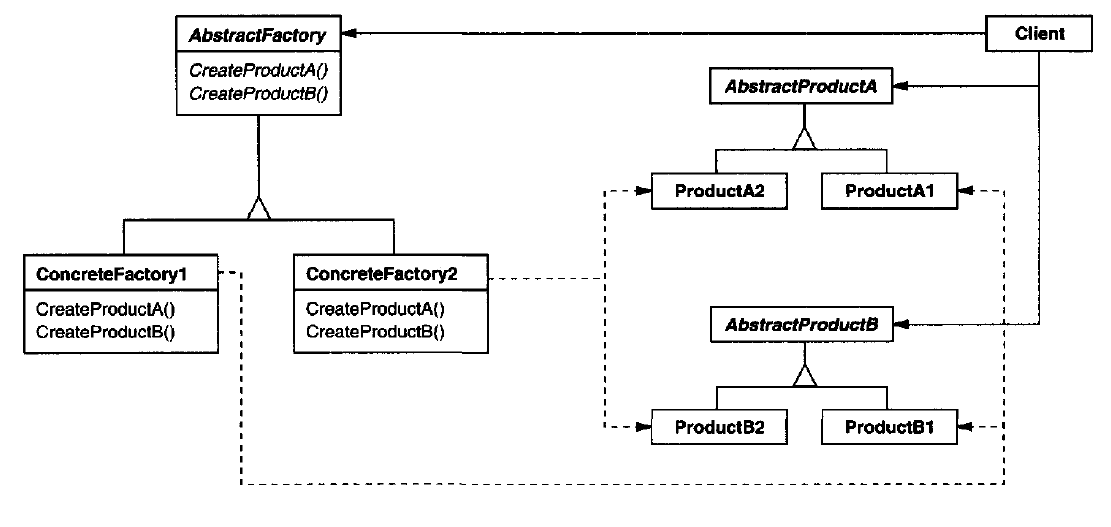 AbstractFactory
CreateProductA()
CreateProductB()
Client
AbstractProductA
ProductA2
ProductA1
ConcreteFactory1
CreateProductA()
CreateProductB()
ConcreteFactory2
CreateProductA()
CreateProductB()
AbstractProductB
ProductB2
ProductB1